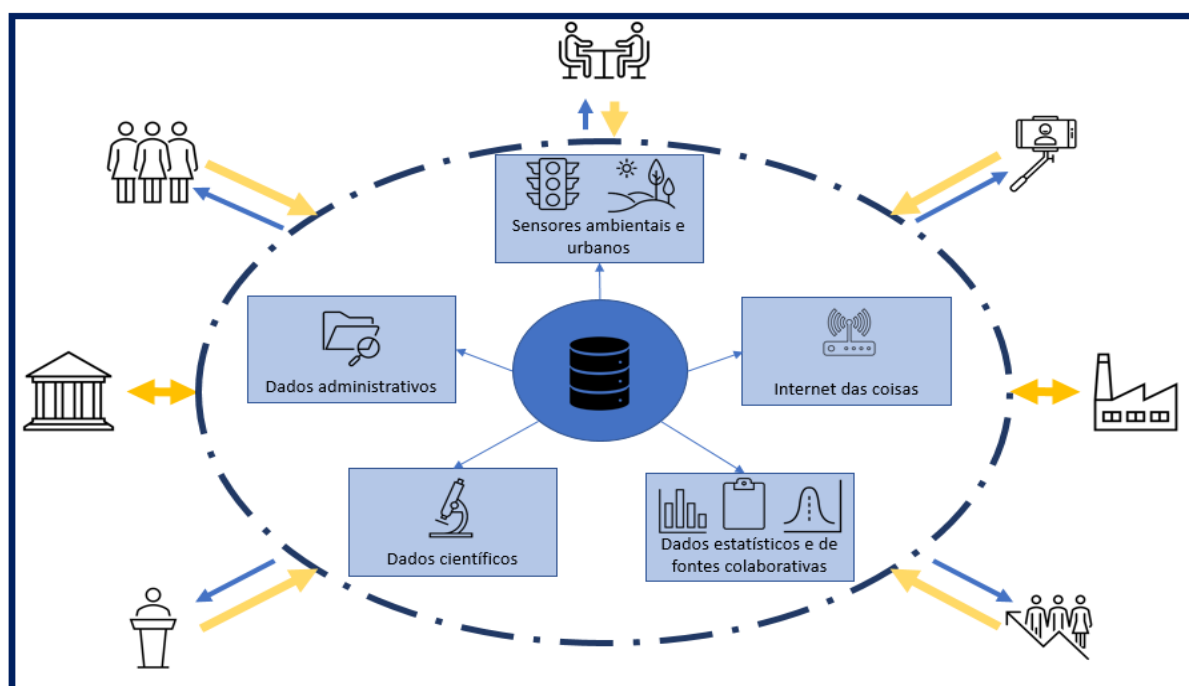 Sensores ambientais e
urbanos
Dados administrativos
Internet das coisas
Dados científicos
Dados estatísticos e de
fontes colaborativas